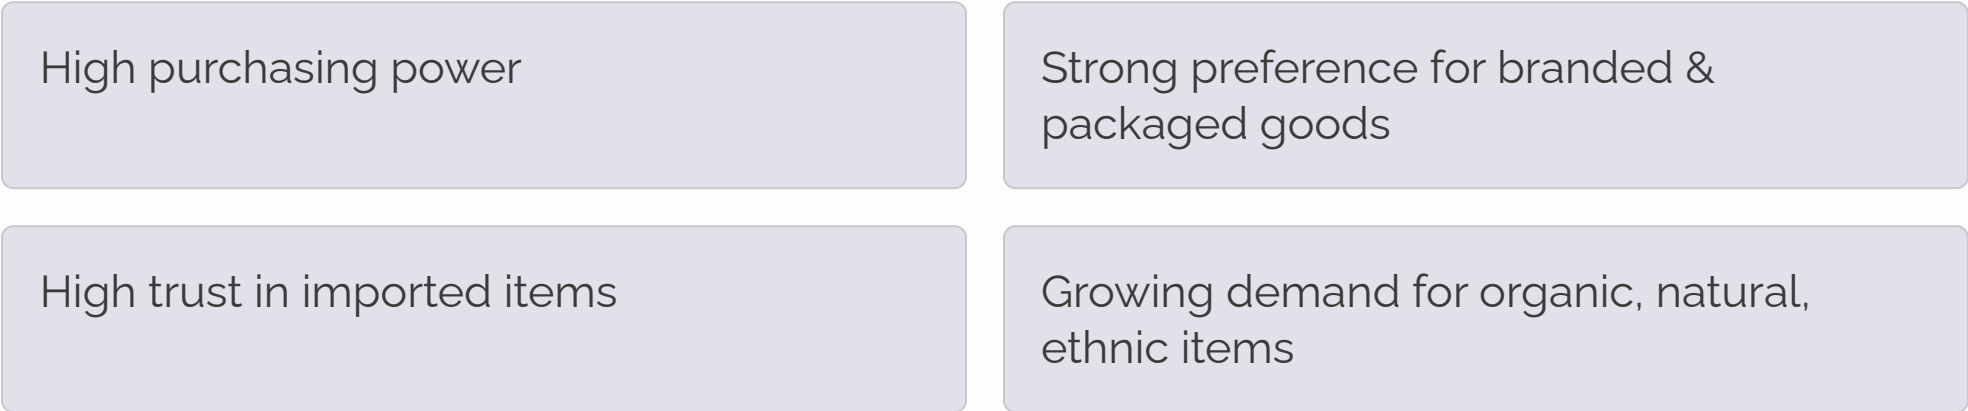 High purchasing power
Strong preference for branded &
packaged goods
High trust in imported items
Growing demand for organic, natural,
ethnic items